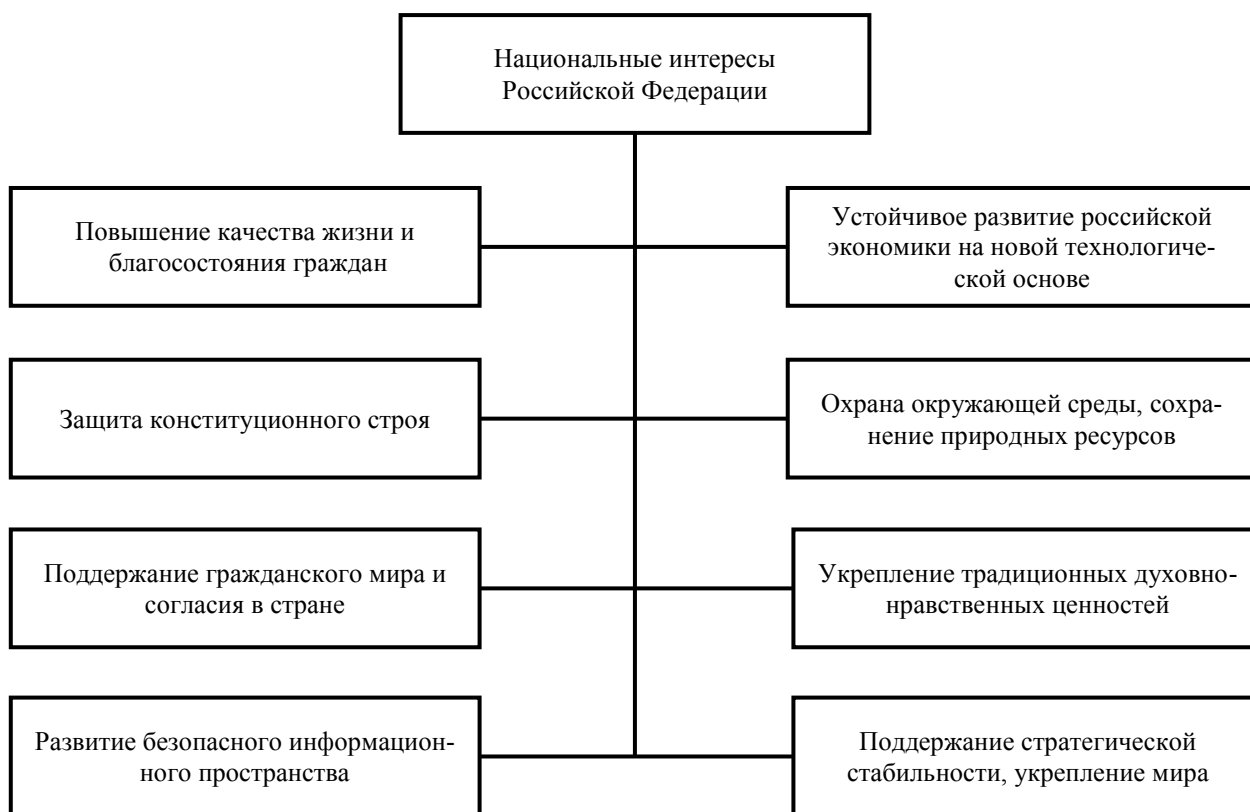 Национальные интересы
Российской Федерации
Повышение качества жизни и
благосостояния граждан
Устойчивое развитие российской
экономики на новой технологиче-
ской основе
Защита конституционного строя
Охрана окружающей среды, сохра-
нение природных ресурсов
Поддержание гражданского мира и
согласия в стране
Укрепление традиционных духовно-
нравственных ценностей
Развитие безопасного информацион-
ного пространства
Поддержание стратегической
стабильности, укрепление мира